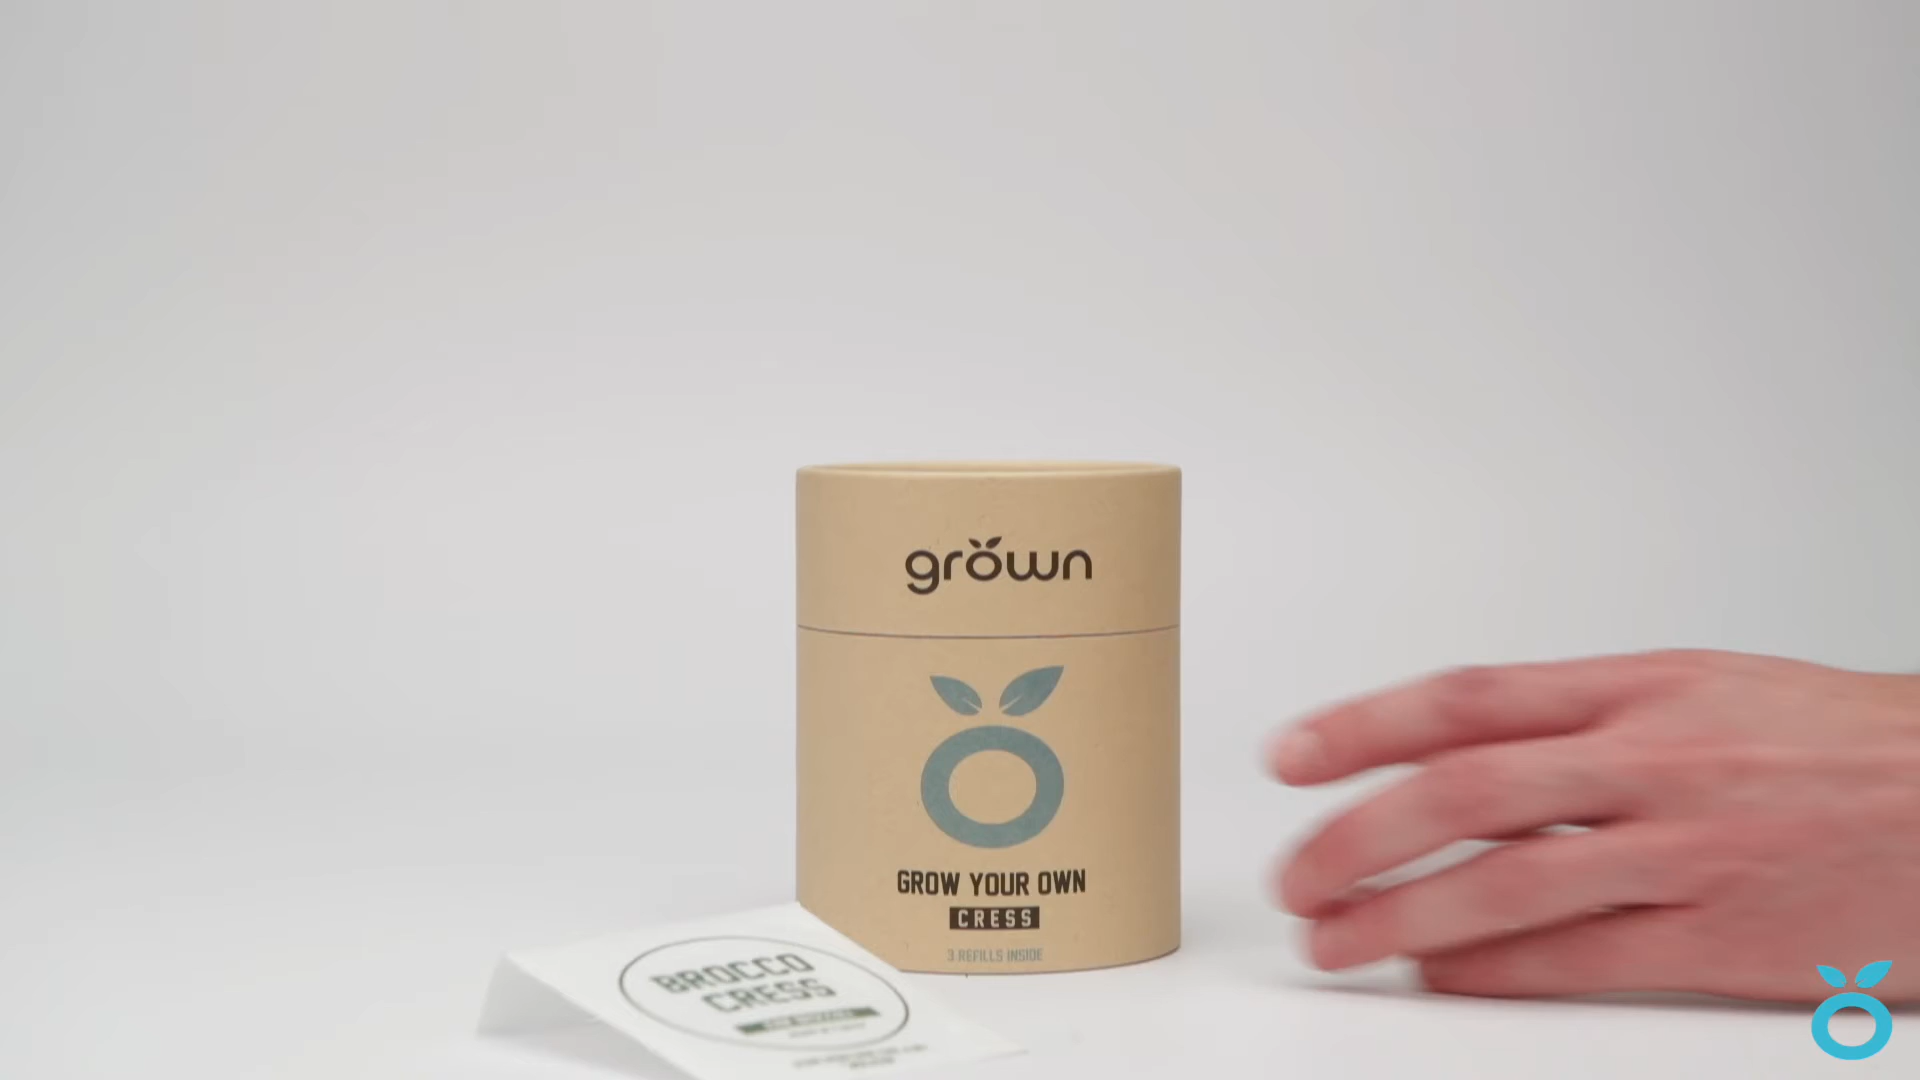 grown
GROW YOUR OWN
CRESS
3 REFILLS INSIDE
BROCCO
CRESS